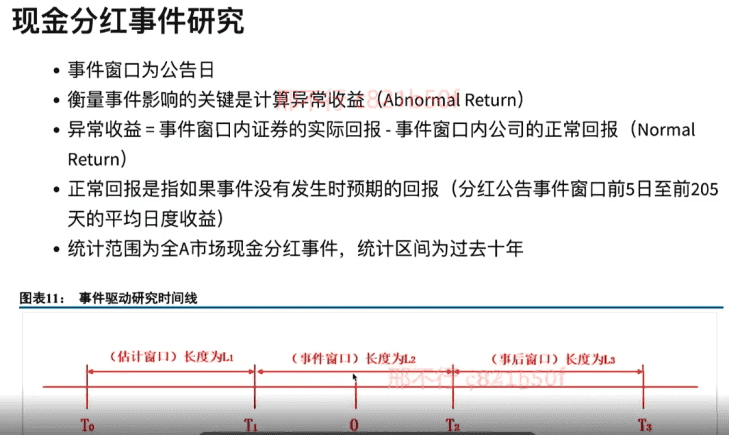 现金分红事件研究
• 事件窗口为公告日
• 衡量事件影响的关键是计算异常收益（Abnormal Return）
• 异常收益 = 事件窗口内证券的实际回报 - 事件窗口内公司的正常回报（Normal
Return）
• 正常回报是指如果事件没有发生时预期的回报（分红公告事件窗口前5日至前205
天的平均日度收益）
• 统计范围为全A市场现金分红事件，统计区间为过去十年
图表11： 事件驱动研究时间线
（估计窗口）长度为L₁ （事件窗口）长度为L₂ （事后窗口）长度为L₃
那不行 c821b50f
T₀ T₁ 0 T₂ T₃